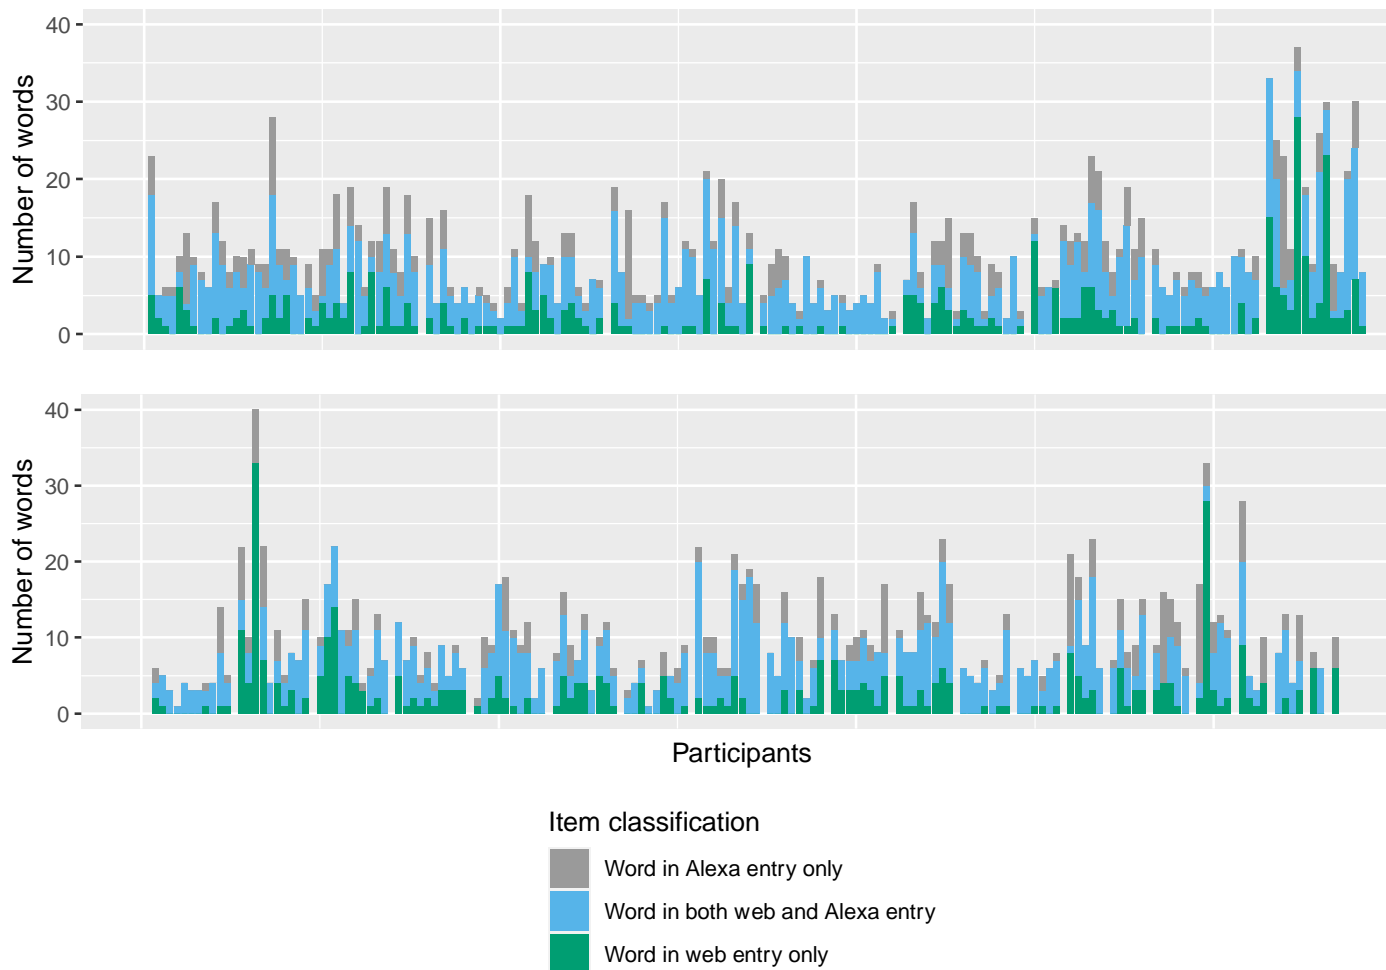 40
30
20
10
0
Number of words
40
30
20
10
0
Number of words
Participants
Item classification
Word in Alexa entry only
Word in both web and Alexa entry
Word in web entry only